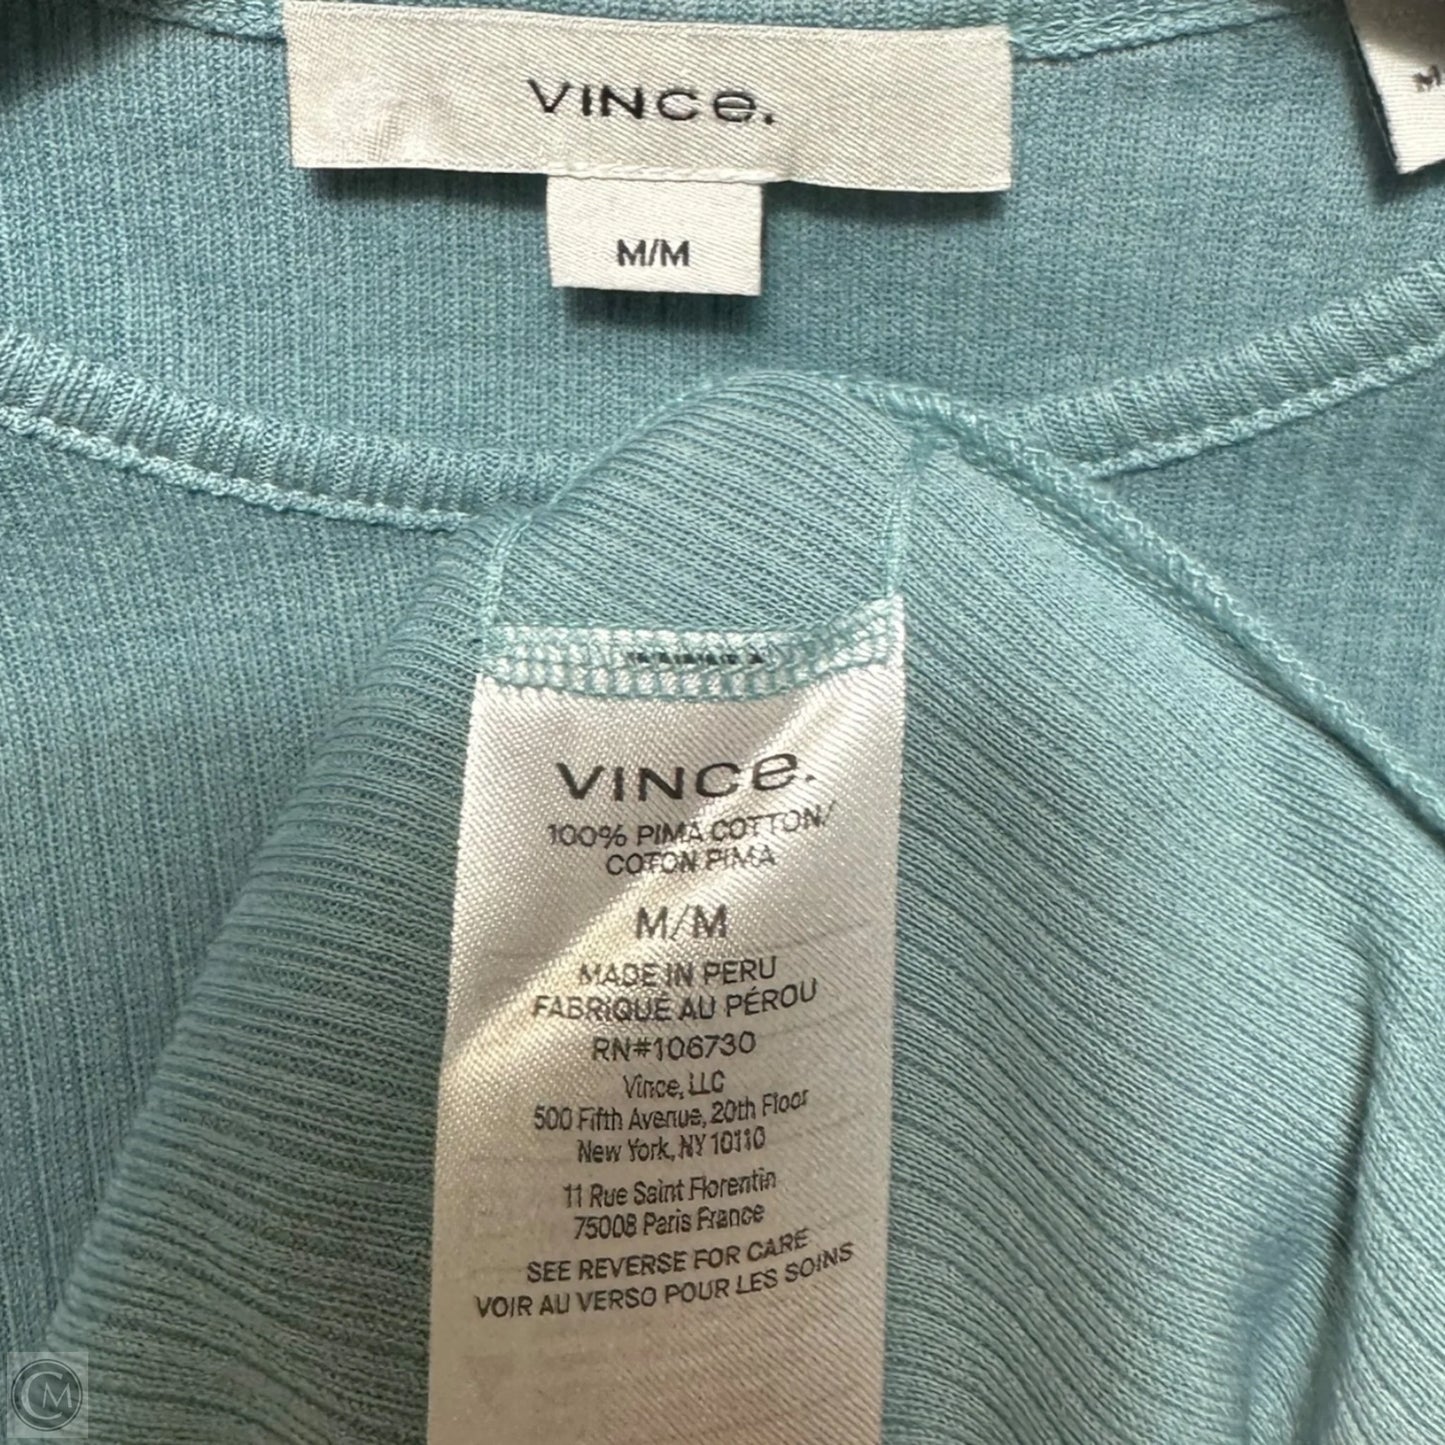 VINCE.
M/M
M
VINCE.
100% PIMA COTTON/
COTON PIMA
M/M
MADE IN PERU
FABRIQUÉ AU PÉROU
RN#106730
Vince, LLC
500 Fifth Avenue, 20th Floor
New York, NY 10110
11 Rue Saint Florentin
75008 Paris France
SEE REVERSE FOR CARE
VOIR AU VERSO POUR LES SOINS
CM